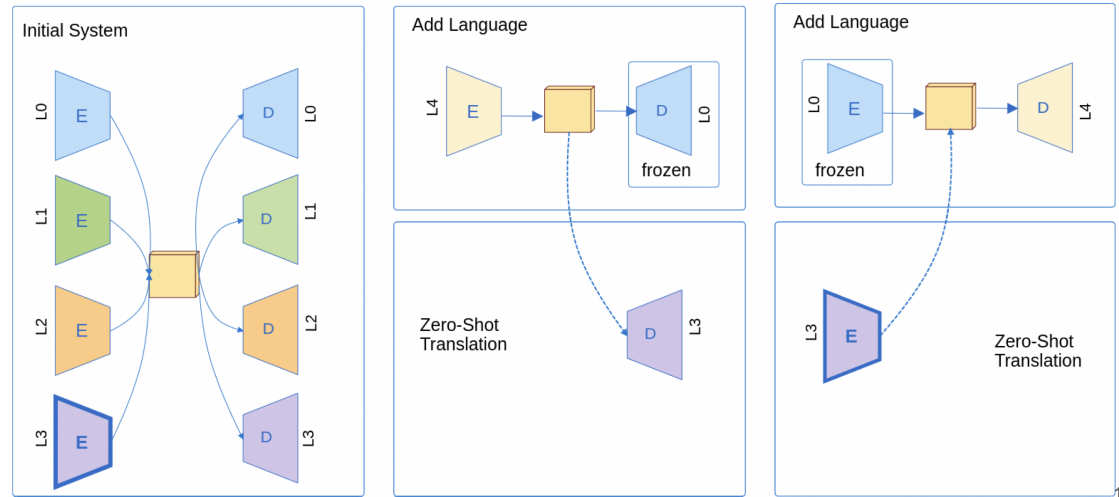 Initial System
L0
E
D
L0
L1
E
D
L1
L2
E
D
L2
L3
E
D
L3
Add Language
L4
E
D
L0
frozen
Zero-Shot
Translation
D
L3
Add Language
L0
E
frozen
D
L4
L3
E
Zero-Shot
Translation